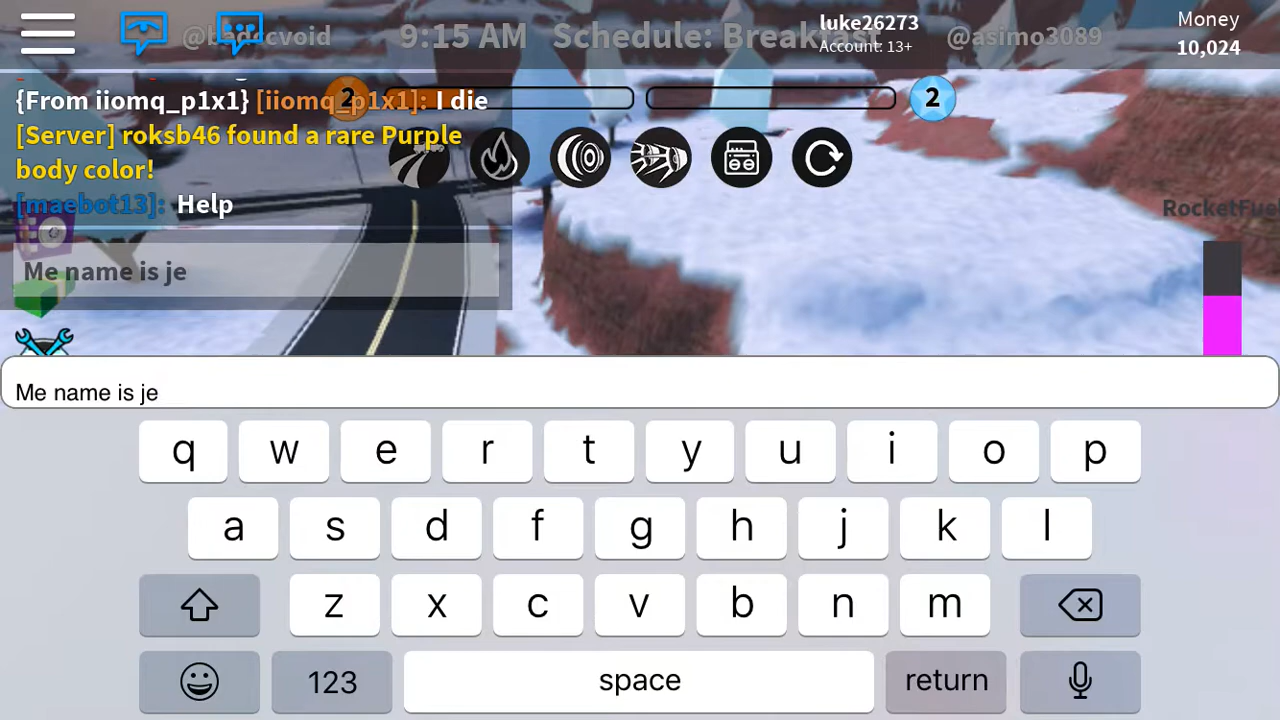 @badccvoid 9:15 AM Schedule: Breakfast @asimo3089
luke26273
Account: 13+
Money
10,024
{From iiomq_p1x1} [iiomq_p1x1]: I die
[Server] roksb46 found a rare Purple
body color!
[maebot13]: Help
Me name is je
2
2
RocketFuel
Me name is je
q w e r t y u i o p
a s d f g h j k l
z x c v b n m
123 space return